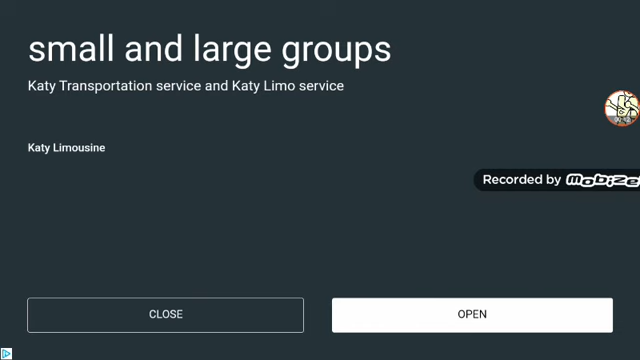 small and large groups
Katy Transportation service and Katy Limo service
Katy Limousine
Recorded by
CLOSE
OPEN